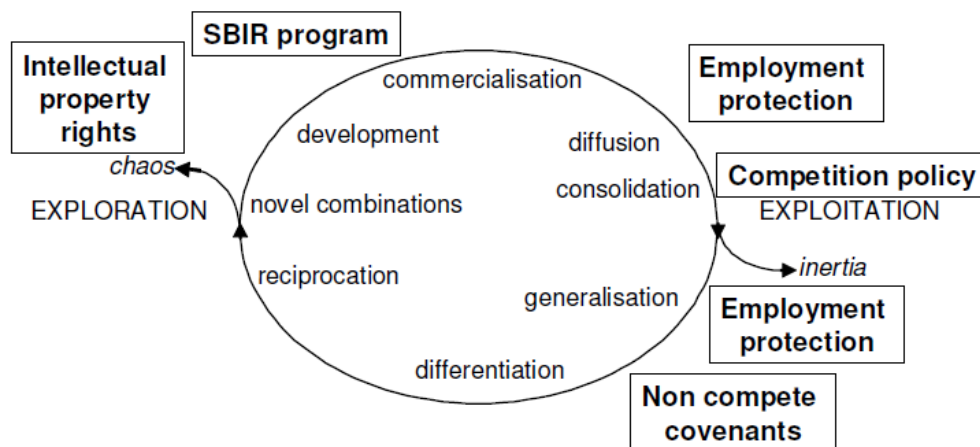 SBIR program
Intellectual
property
rights
commercialisation
Employment
protection
development
diffusion
chaos
consolidation
Competition policy
EXPLORATION
novel combinations
EXPLOITATION
reciprocation
inertia
generalisation
Employment
protection
differentiation
Non compete
covenants